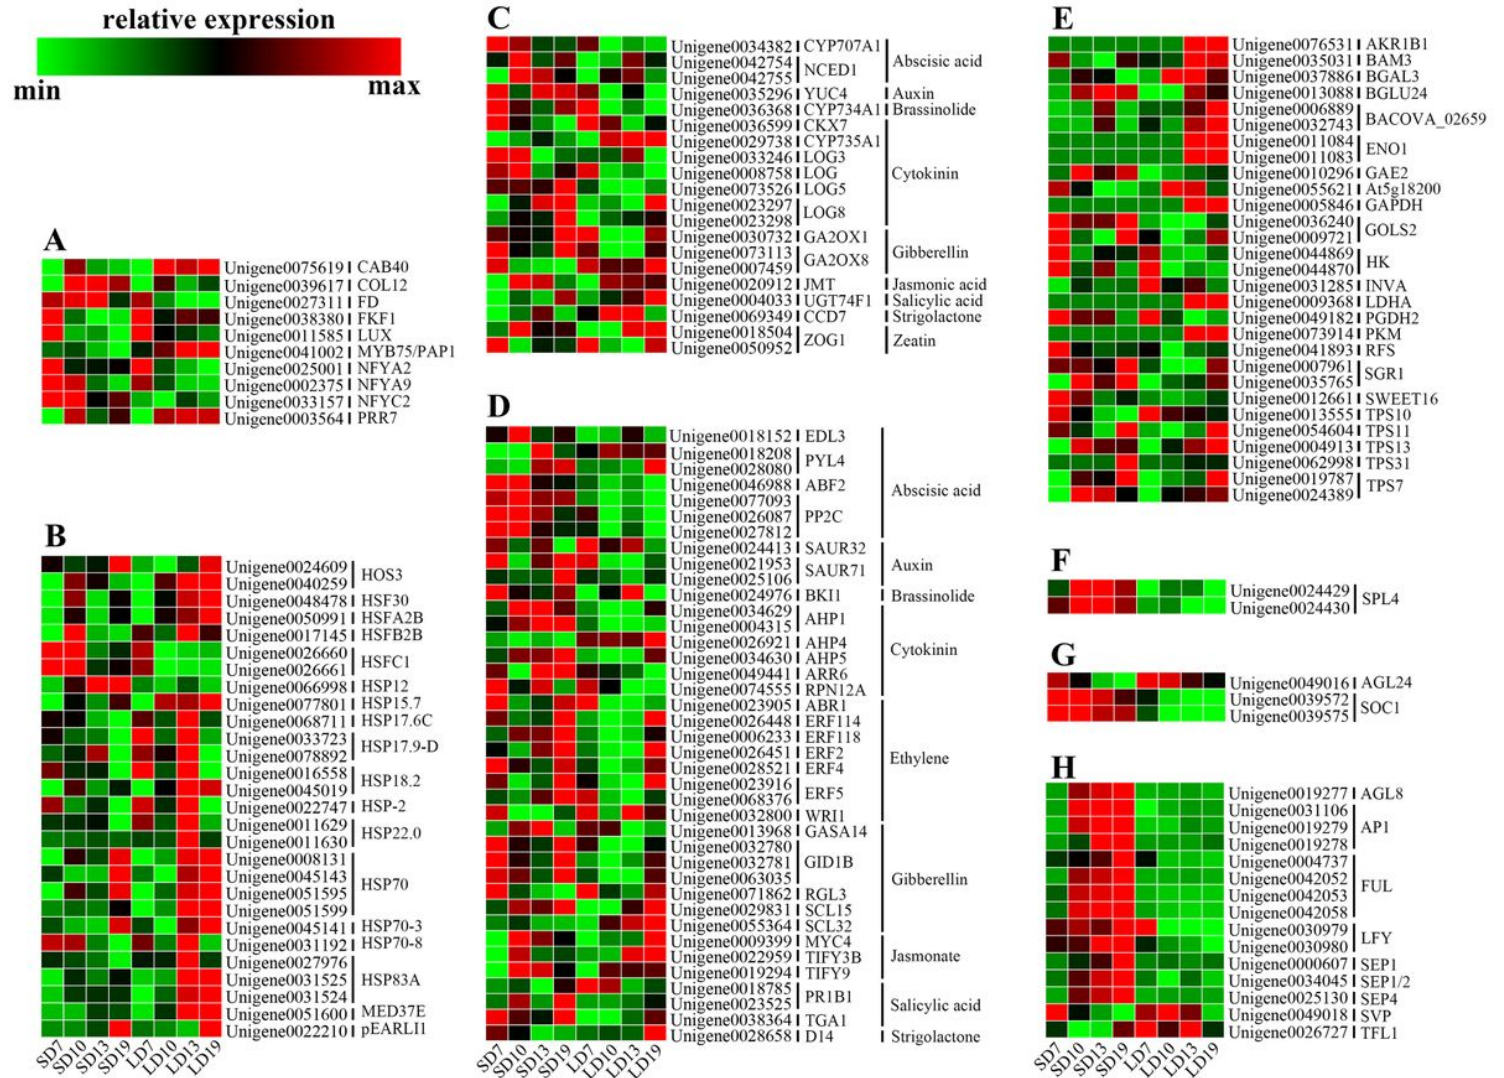 relative expression
min max
A
Unigene0075619 CAB40
Unigene0039617 COL12
Unigene0027311 FD
Unigene0038380 FKF1
Unigene0011585 LUX
Unigene0041002 MYB75/PAP1
Unigene0025001 NFYA2
Unigene0002375 NFYA9
Unigene0033157 NFYC2
Unigene0003564 PRR7
B
Unigene0024609
HOS3
Unigene0040259
Unigene0048478 HSF30
Unigene0050991 HSFA2B
Unigene0017145 HSFB2B
Unigene0026660
HSFC1
Unigene0026661
Unigene0066998 HSP12
Unigene0077801 HSP15.7
Unigene0068711 HSP17.6C
Unigene0033723
HSP17.9-D
Unigene0078892
Unigene0016558
HSP18.2
Unigene0045019
Unigene0022747 HSP-2
Unigene0011629
HSP22.0
Unigene0011630
Unigene0008131
Unigene0045143
HSP70
Unigene0051595
Unigene0051599
Unigene0045141 HSP70-3
Unigene0031192 HSP70-8
Unigene0027976
Unigene0031525 HSP83A
Unigene0031524
Unigene0051600 MED37E
Unigene0022210 pEARLI1
SD7 SD10 SD13 SD19 LD7 LD10 LD13 LD19
C
Unigene0034382 CYP707A1
Unigene0042754
NCED1
Abscisic acid
Unigene0042755
Unigene0035296 YUC4 Auxin
Unigene0036368 CYP734A1 Brassinolide
Unigene0036599 CKX7
Unigene0029738 CYP735A1
Unigene0033246 LOG3
Unigene0008758 LOG
Cytokinin
Unigene0073526 LOG5
Unigene0023297
LOG8
Unigene0023298
Unigene0030732 GA2OX1
Unigene0073113
GA2OX8
Gibberellin
Unigene0007459
Unigene0020912 JMT Jasmonic acid
Unigene0004033 UGT74F1 Salicylic acid
Unigene0069349 CCD7 Strigolactone
Unigene0018504
ZOG1 Zeatin
Unigene0050952
D
Unigene0018152 EDL3
Unigene0018208
PYL4
Unigene0028080
Unigene0046988 ABF2
Abscisic acid
Unigene0077093
Unigene0026087 PP2C
Unigene0027812
Unigene0024413 SAUR32
Unigene0021953
SAUR71
Auxin
Unigene0025106
Unigene0024976 BKI1 Brassinolide
Unigene0034629
AHP1
Unigene0004315
Unigene0026921 AHP4
Cytokinin
Unigene0034630 AHP5
Unigene0049441 ARR6
Unigene0074555 RPN12A
Unigene0023905 ABR1
Unigene0026448 ERF114
Unigene0006233 ERF118
Unigene0026451 ERF2
Ethylene
Unigene0028521 ERF4
Unigene0023916
ERF5
Unigene0068376
Unigene0032800 WRI1
Unigene0013968 GASA14
Unigene0032780
Unigene0032781 GID1B
Unigene0063035
Gibberellin
Unigene0071862 RGL3
Unigene0029831 SCL15
Unigene0055364 SCL32
Unigene0009399 MYC4
Unigene0022959 TIFY3B
Jasmonate
Unigene0019294 TIFY9
Unigene0018785
PR1B1
Unigene0023525
Salicylic acid
Unigene0038364 TGA1
Unigene0028658 D14 Strigolactone
SD7 SD10 SD13 SD19 LD7 LD10 LD13 LD19
E
Unigene0076531 AKR1B1
Unigene0035031 BAM3
Unigene0037886 BGAL3
Unigene0013088 BGLU24
Unigene0006889
BACOVA_02659
Unigene0032743
Unigene0011084
ENO1
Unigene0011083
Unigene0010296 GAE2
Unigene0055621 At5g18200
Unigene0005846 GAPDH
Unigene0036240
GOLS2
Unigene0009721
Unigene0044869
HK
Unigene0044870
Unigene0031285 INVA
Unigene0009368 LDHA
Unigene0049182 PGDH2
Unigene0073914 PKM
Unigene0041893 RFS
Unigene0007961
SGR1
Unigene0035765
Unigene0012661 SWEET16
Unigene0013555 TPS10
Unigene0054604 TPS11
Unigene0004913 TPS13
Unigene0062998 TPS31
Unigene0019787
TPS7
Unigene0024389
F
Unigene0024429
SPL4
Unigene0024430
G
Unigene0049016 AGL24
Unigene0039572
SOC1
Unigene0039575
H
Unigene0019277 AGL8
Unigene0031106
Unigene0019279 AP1
Unigene0019278
Unigene0004737
Unigene0042052
FUL
Unigene0042053
Unigene0042058
Unigene0030979
LFY
Unigene0030980
Unigene0000607 SEP1
Unigene0034045 SEP1/2
Unigene0025130 SEP4
Unigene0049018 SVP
Unigene0026727 TFL1
SD7 SD10 SD13 SD19 LD7 LD10 LD13 LD19